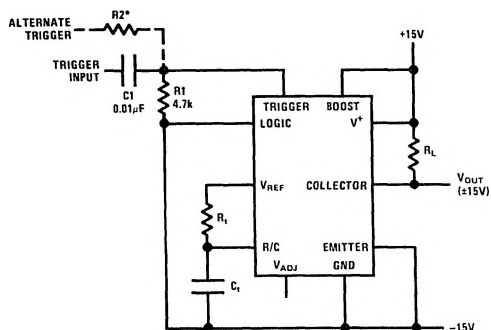 ALTERNATE
TRIGGER
R2*
+15V
TRIGGER
INPUT
C1
0.01µF
R1
4.7k
TRIGGER
BOOST
LOGIC
V+
RL
VREF
COLLECTOR
VOUT
(±15V)
Rt
R/C
EMITTER
VADJ
GND
Ct
−15V